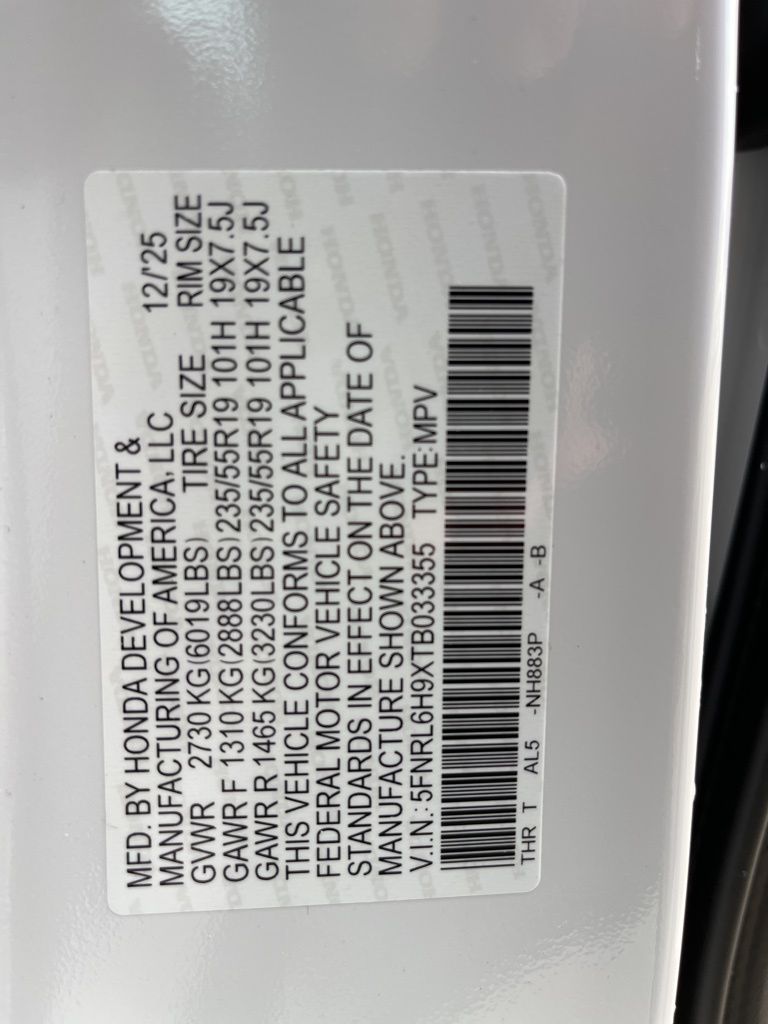 MFD. BY HONDA DEVELOPMENT &
MANUFACTURING OF AMERICA, LLC 12/'25
GVWR 2730 KG(6019LBS) TIRE SIZE RIM SIZE
GAWR F 1310 KG(2888LBS)235/55R19 101H 19X7.5J
GAWR R 1465 KG(3230LBS)235/55R19 101H 19X7.5J
THIS VEHICLE CONFORMS TO ALL APPLICABLE
FEDERAL MOTOR VEHICLE SAFETY
STANDARDS IN EFFECT ON THE DATE OF
MANUFACTURE SHOWN ABOVE.
V.I.N.:5FNRL6H9XTB033355 TYPE:MPV
THR T AL5 -NH883P -A -B